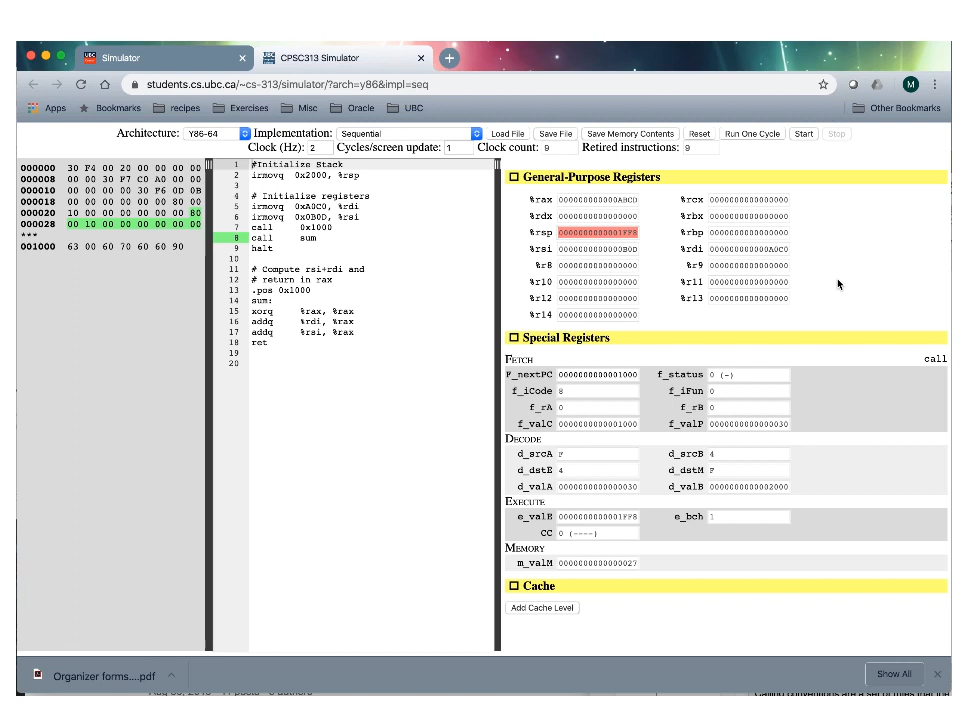 Simulator
CPSC313 Simulator
students.cs.ubc.ca/~cs-313/simulator/?arch=y86&impl=seq
M
Apps Bookmarks recipes Exercises Misc Oracle UBC Other Bookmarks
Architecture: Y86-64 Implementation: Sequential Load File Save File Save Memory Contents Reset Run One Cycle Start Stop
Clock (Hz): 2 Cycles/screen update: 1 Clock count: 9 Retired instructions: 9
000000 30 F4 00 20 00 00 00 00
000008 00 00 30 F7 C0 A0 00 00
000010 00 00 00 00 30 F6 0D 0B
000018 00 00 00 00 00 00 80 00
000020 10 00 00 00 00 00 00 80
000028 00 10 00 00 00 00 00 00
***
001000 63 00 60 70 60 60 90
1 #Initialize Stack
2 irmovq 0x2000, %rsp
3
4 # Initialize registers
5 irmovq 0xA0C0, %rdi
6 irmovq 0x0B0D, %rsi
7 call 0x1000
8 call sum
9 halt
10
11 # Compute rsi+rdi and
12 # return in rax
13 .pos 0x1000
14 sum:
15 xorq %rax, %rax
16 addq %rdi, %rax
17 addq %rsi, %rax
18 ret
19
20
General-Purpose Registers
%rax 000000000000ABCD %rcx 0000000000000000
%rdx 0000000000000000 %rbx 0000000000000000
%rsp 0000000000001FF8 %rbp 0000000000000000
%rsi 0000000000000B0D %rdi 000000000000A0C0
%r8 0000000000000000 %r9 0000000000000000
%r10 0000000000000000 %r11 0000000000000000
%r12 0000000000000000 %r13 0000000000000000
%r14 0000000000000000
Special Registers
FETCH call
F_nextPC 0000000000001000 f_status 0 (-)
f_iCode 8 f_iFun 0
f_rA 0 f_rB 0
f_valC 0000000000001000 f_valP 0000000000000030
DECODE
d_srcA F d_srcB 4
d_dstE 4 d_dstM F
d_valA 0000000000000030 d_valB 0000000000002000
EXECUTE
e_valE 0000000000001FF8 e_bch 1
CC 0 (----)
MEMORY
m_valM 0000000000000027
Cache
Add Cache Level
Organizer forms....pdf
Show All